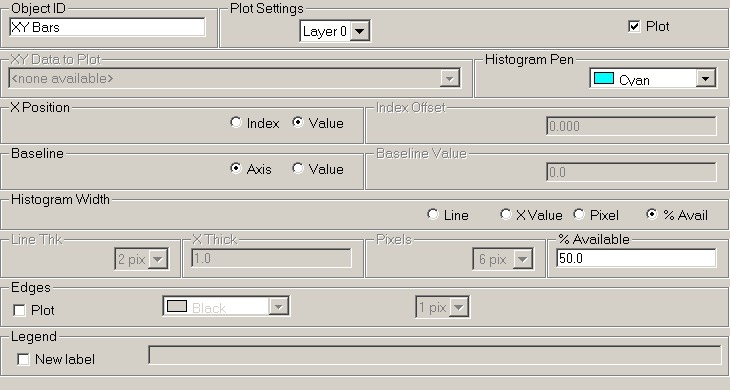 Object ID
Plot Settings
XY Bars
Layer 0
Plot
XY Data to Plot
Histogram Pen
<none available>
Cyan
X Position
Index Offset
Index
Value
0.000
Baseline
Baseline Value
Axis
Value
0.0
Histogram Width
Line
X Value
Pixel
% Avail
Line Thk
X Thick
Pixels
% Available
2 pix
1.0
6 pix
50.0
Edges
Plot
Black
1 pix
Legend
New label